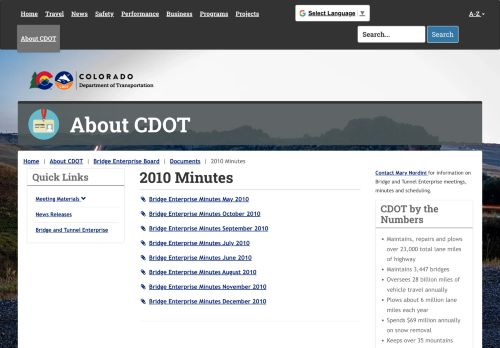 Home Travel News Safety Performance Business Programs Projects
Select Language ▼
A-Z
About CDOT
Search...
Search
COLORADO
Department of Transportation
About CDOT
Home | About CDOT | Bridge Enterprise Board | Documents | 2010 Minutes
Quick Links
Meeting Materials
News Releases
Bridge and Tunnel Enterprise
2010 Minutes
Bridge Enterprise Minutes May 2010
Bridge Enterprise Minutes October 2010
Bridge Enterprise Minutes September 2010
Bridge Enterprise Minutes July 2010
Bridge Enterprise Minutes June 2010
Bridge Enterprise Minutes August 2010
Bridge Enterprise Minutes November 2010
Bridge Enterprise Minutes December 2010
Contact Mary Nordini for information on
Bridge and Tunnel Enterprise meetings,
minutes and scheduling.
CDOT by the
Numbers
Maintains, repairs and plows
over 23,000 total lane miles
of highway
Maintains 3,447 bridges
Oversees 28 billion miles of
vehicle travel annually
Plows about 6 million lane
miles each year
Spends $69 million annually
on snow removal
Keeps over 35 mountains